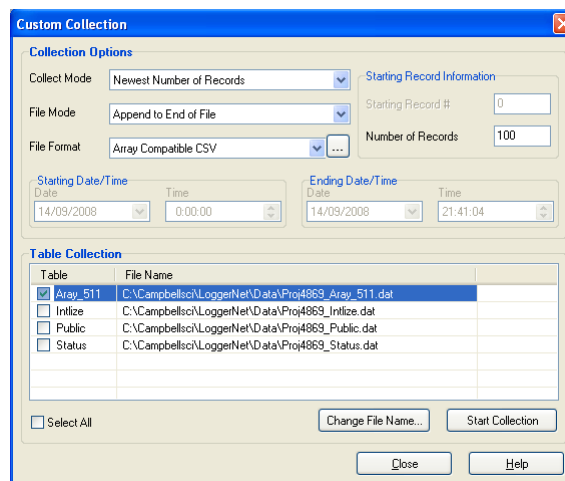 Custom Collection
Collection Options
Collect Mode
Newest Number of Records
File Mode
Append to End of File
File Format
Array Compatible CSV
...
Starting Record Information
Starting Record #
0
Number of Records
100
Starting Date/Time
Date
Time
14/09/2008
0:00:00
Ending Date/Time
Date
Time
14/09/2008
21:41:04
Table Collection
Table File Name
Aray_511 C:\Campbellsci\LoggerNet\Data\Proj4869_Aray_511.dat
Intlize C:\Campbellsci\LoggerNet\Data\Proj4869_Intlize.dat
Public C:\Campbellsci\LoggerNet\Data\Proj4869_Public.dat
Status C:\Campbellsci\LoggerNet\Data\Proj4869_Status.dat
Select All
Change File Name...
Start Collection
Close
Help